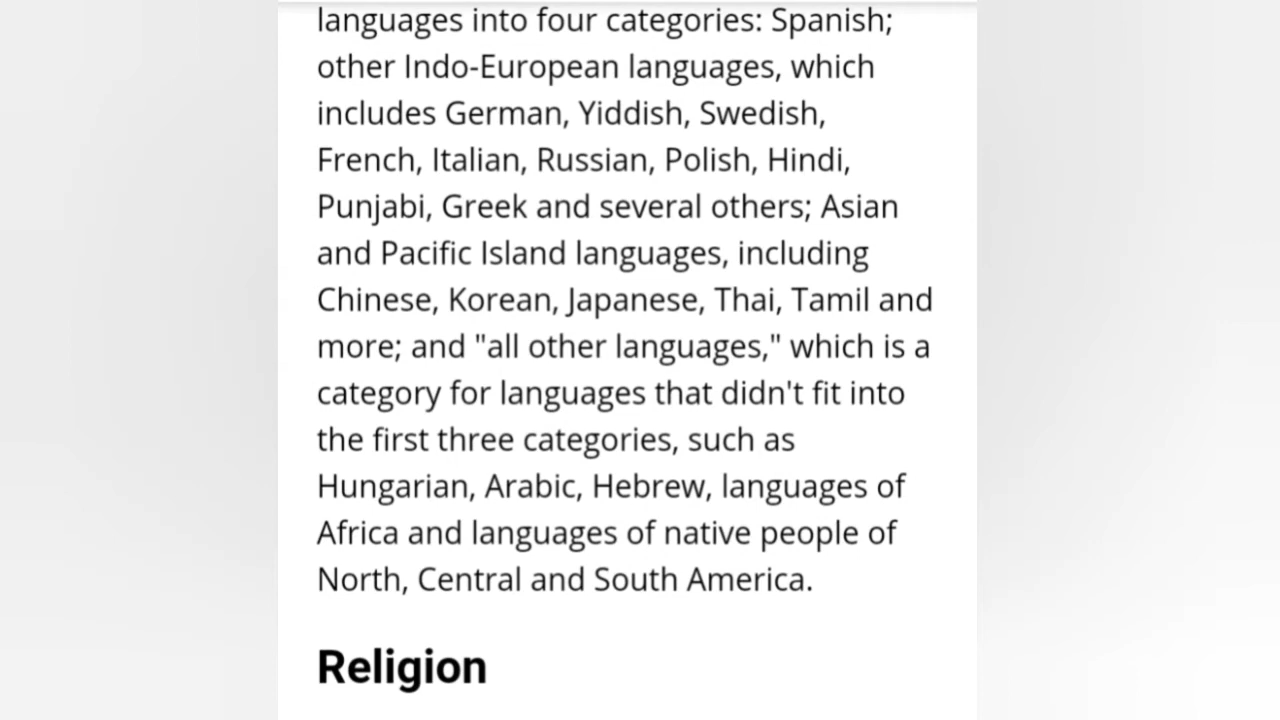 languages into four categories: Spanish;
other Indo-European languages, which
includes German, Yiddish, Swedish,
French, Italian, Russian, Polish, Hindi,
Punjabi, Greek and several others; Asian
and Pacific Island languages, including
Chinese, Korean, Japanese, Thai, Tamil and
more; and "all other languages," which is a
category for languages that didn't fit into
the first three categories, such as
Hungarian, Arabic, Hebrew, languages of
Africa and languages of native people of
North, Central and South America.
Religion